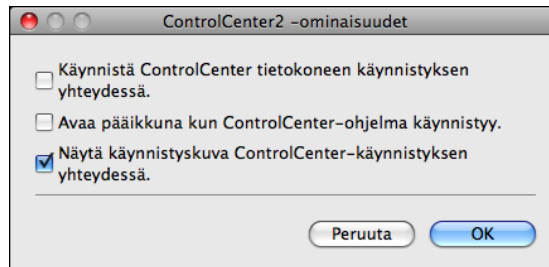 ControlCenter2 -ominaisuudet
Käynnistä ControlCenter tietokoneen käynnistyksen
yhteydessä.
Avaa pääikkuna kun ControlCenter-ohjelma käynnistyy.
Näytä käynnistyskuva ControlCenter-käynnistyksen
yhteydessä.
Peruuta
OK